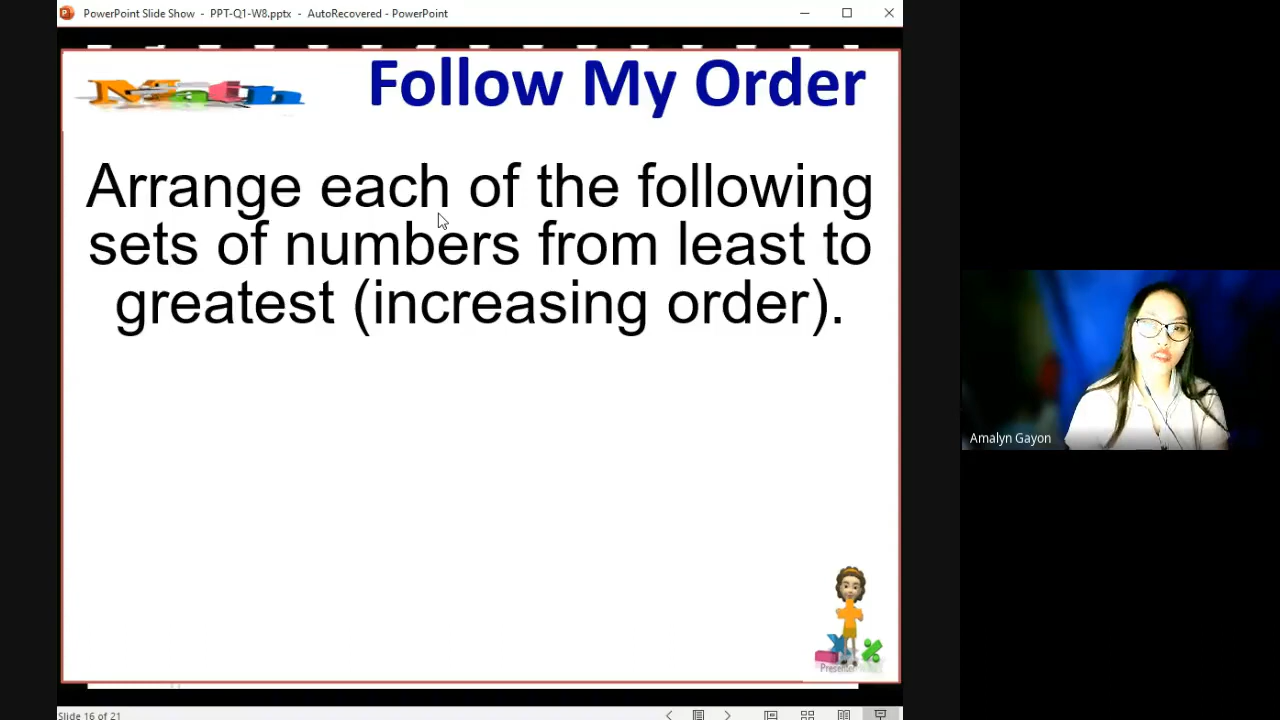 PowerPoint Slide Show - PPT-Q1-W8.pptx - AutoRecovered - PowerPoint
Math
Follow My Order
Arrange each of the following
sets of numbers from least to
greatest (increasing order).
Amalyn Gayon
Slide 16 of 21